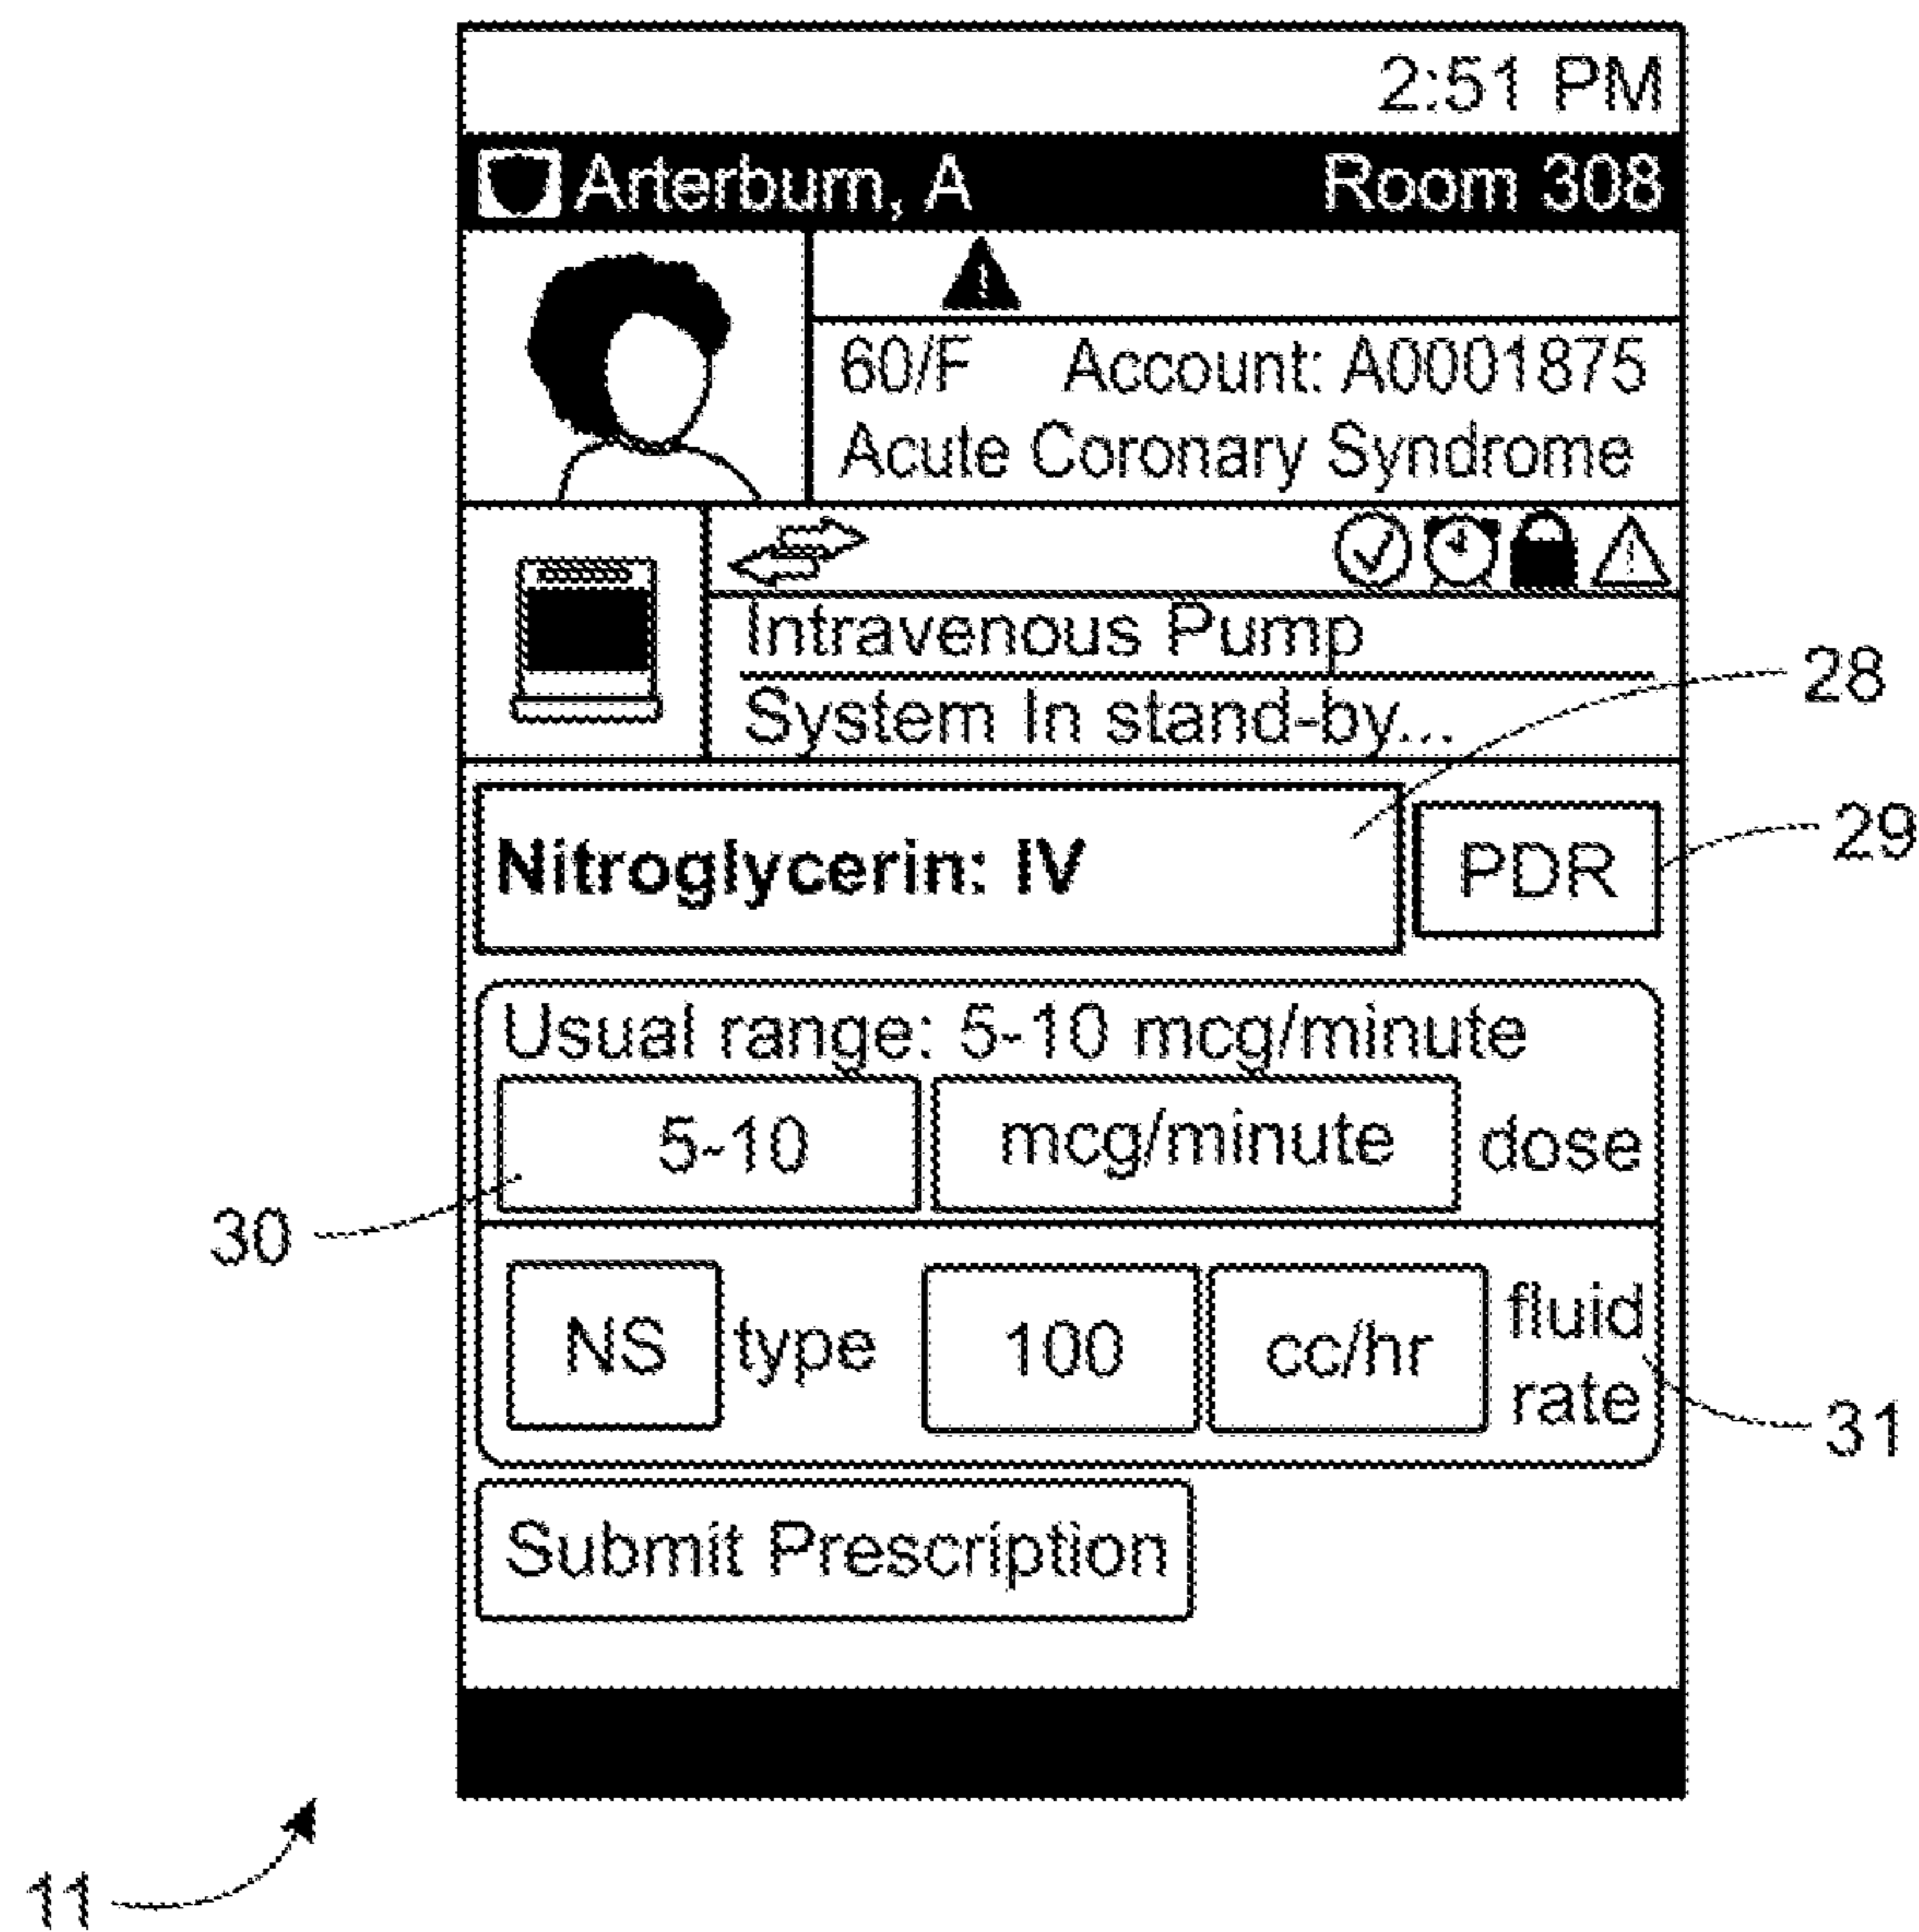 2:51 PM
Arterburn, A Room 308
60/F Account: A0001875
Acute Coronary Syndrome
Intravenous Pump
System In stand-by...
28
Nitroglycerin: IV PDR
29
Usual range: 5-10 mcg/minute
5-10 mcg/minute dose
30
NS type 100 cc/hr fluid rate
31
Submit Prescription
11